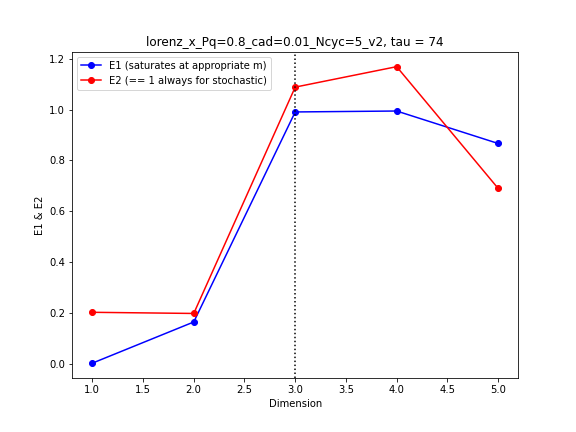 lorenz_x_Pq=0.8_cad=0.01_Ncyc=5_v2, tau = 74
E1 (saturates at appropriate m)
E2 (== 1 always for stochastic)
1.2
1.0
0.8
0.6
0.4
0.2
0.0
E1 & E2
1.0 1.5 2.0 2.5 3.0 3.5 4.0 4.5 5.0
Dimension